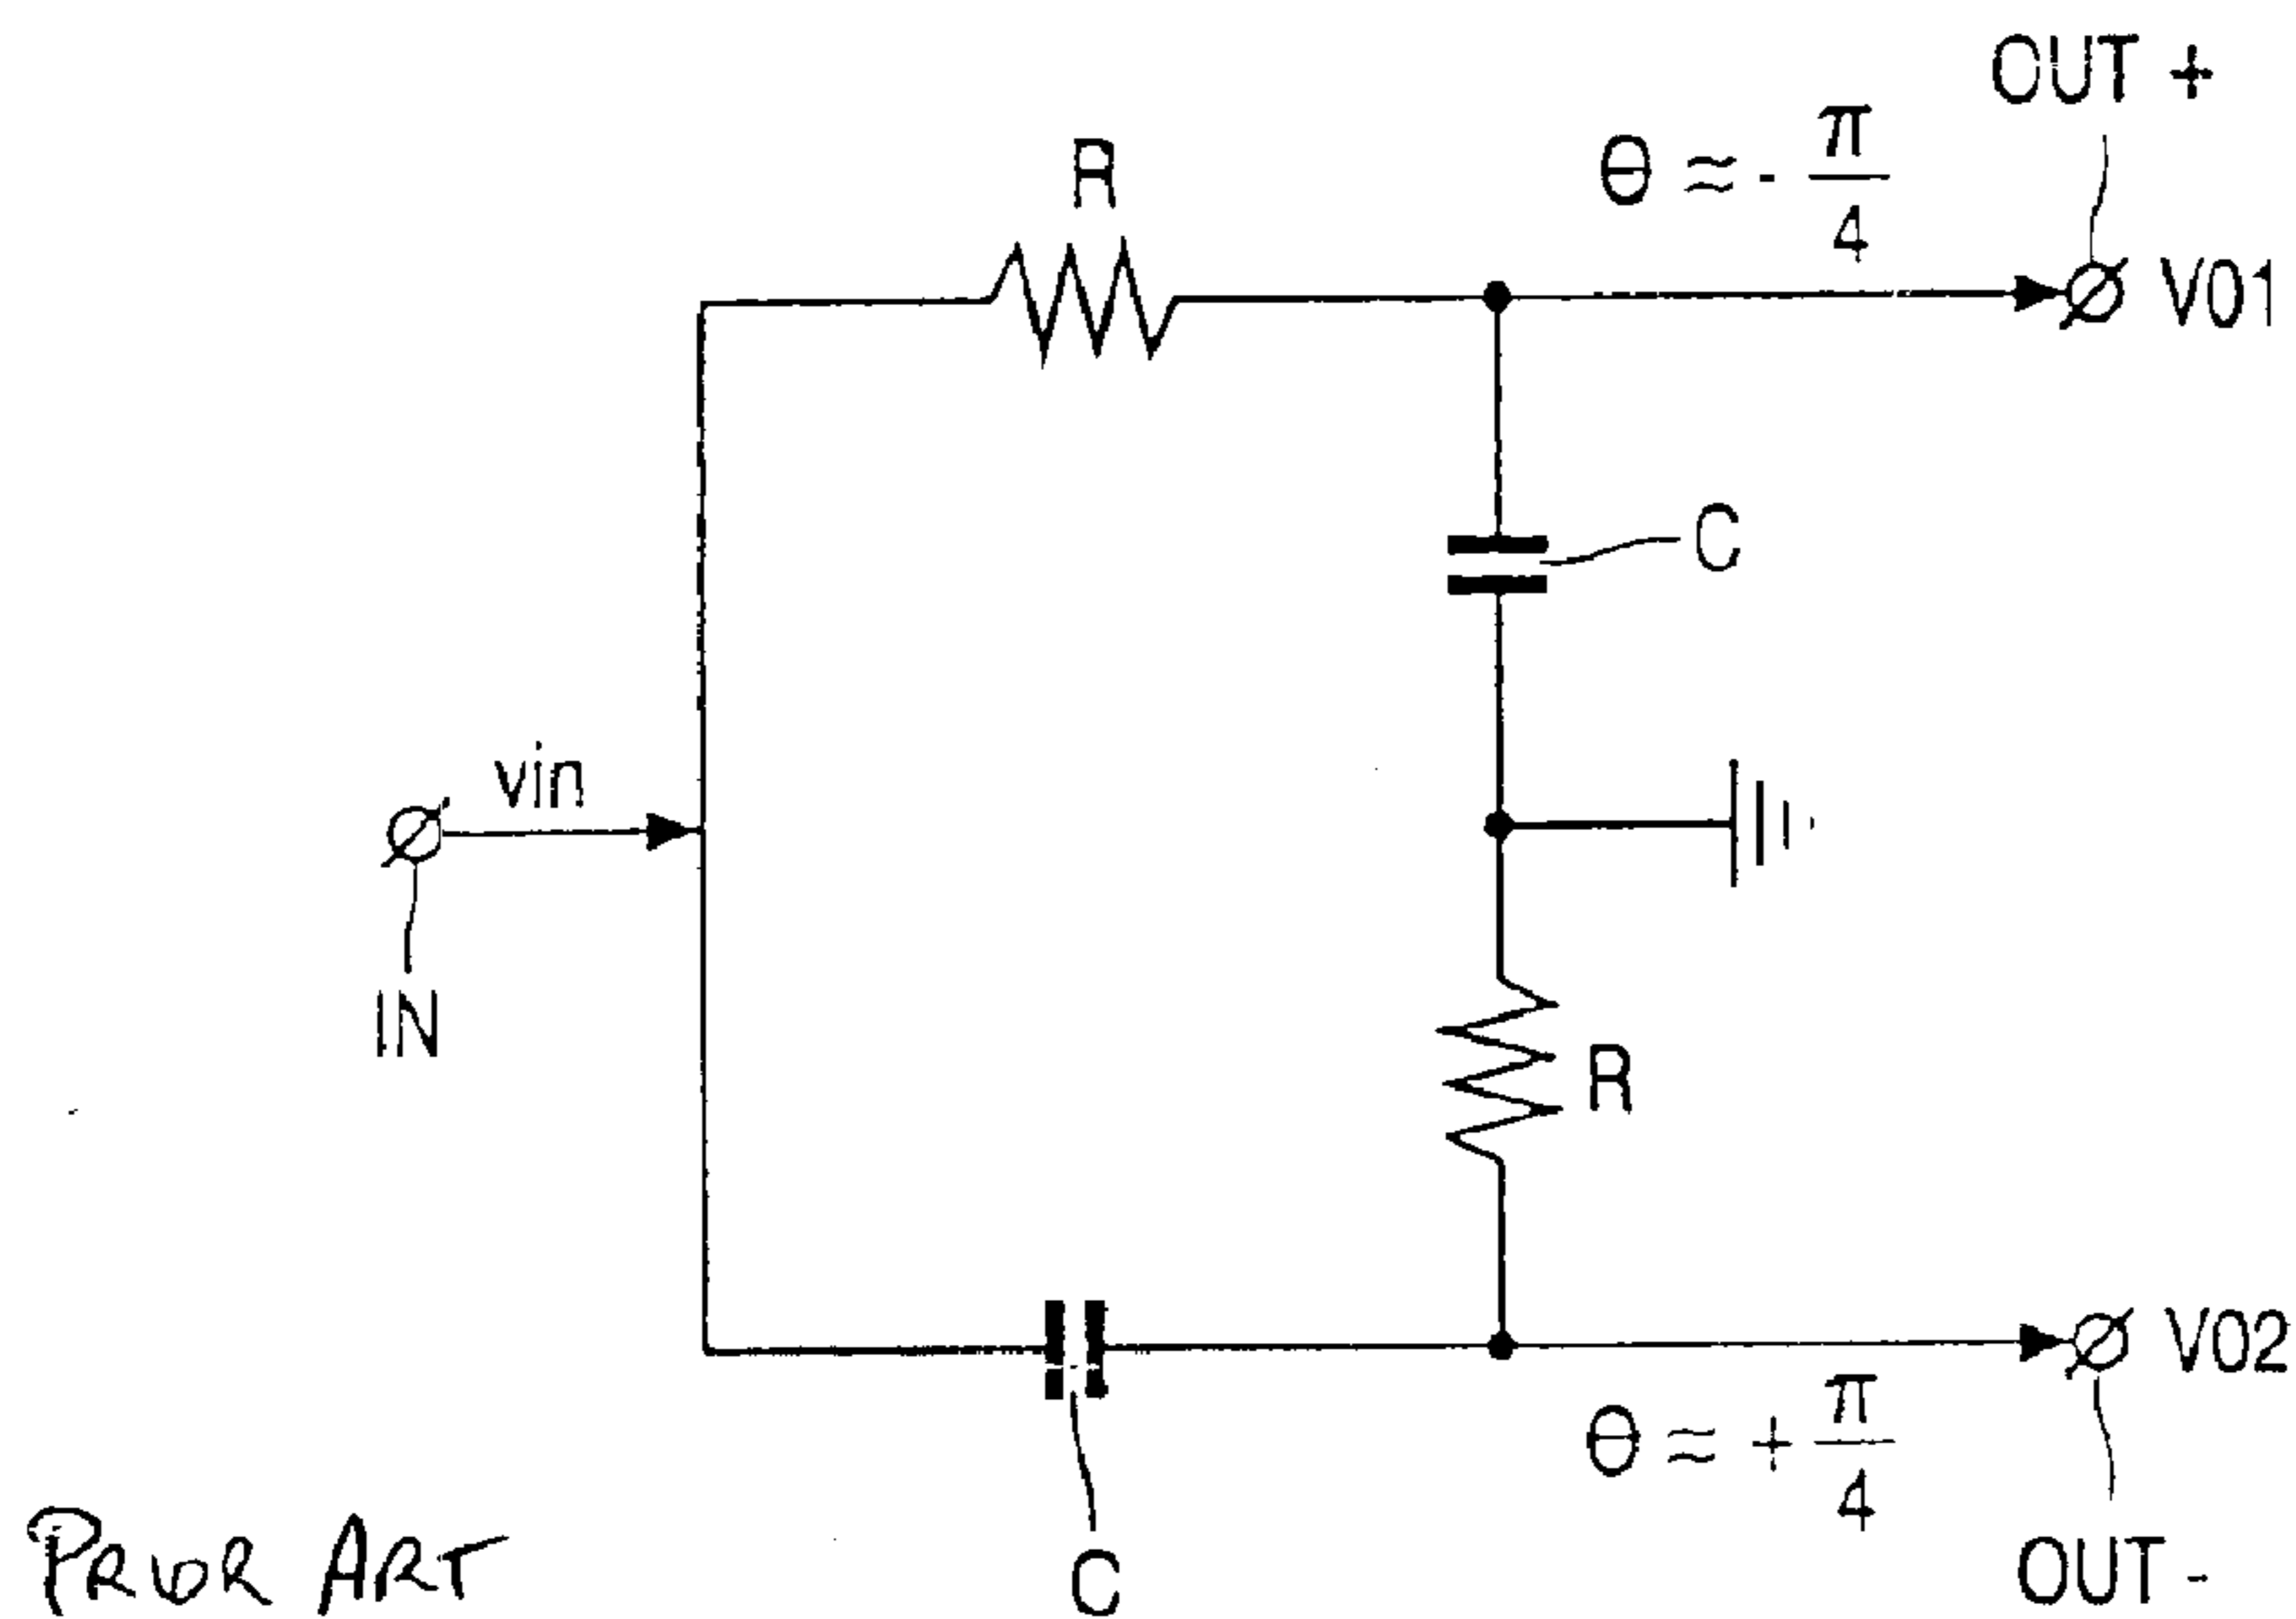 OUT +
θ ≈ - π/4
R
V01
C
vin
IN
R
V02
θ ≈ + π/4
C
OUT -
PRIOR ART